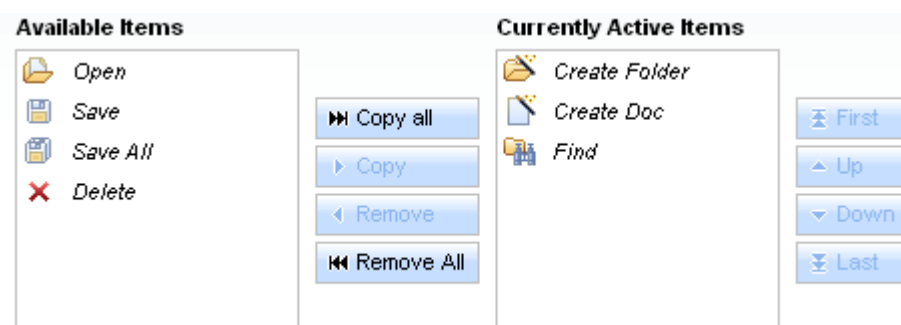 Available Items
Open
Save
Save All
Delete
Copy all
Copy
Remove
Remove All
Currently Active Items
Create Folder
Create Doc
Find
First
Up
Down
Last